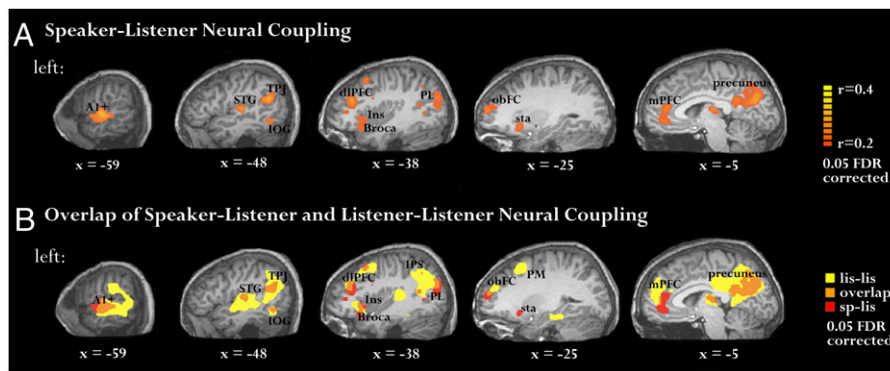 A Speaker-Listener Neural Coupling
left:
A1+
STG
TPJ
IOG
dlPFC
Ins
Broca
PL
obFC
sta
mPFC
precuneus
r=0.4
r=0.2
0.05 FDR
corrected
x = -59
x = -48
x = -38
x = -25
x = -5
B Overlap of Speaker-Listener and Listener-Listener Neural Coupling
left:
A1+
STG
TPJ
IOG
dlPFC
IPS
Ins
Broca
PL
obFC
PM
sta
mPFC
precuneus
lis-lis
overlap
sp-lis
0.05 FDR
corrected
x = -59
x = -48
x = -38
x = -25
x = -5